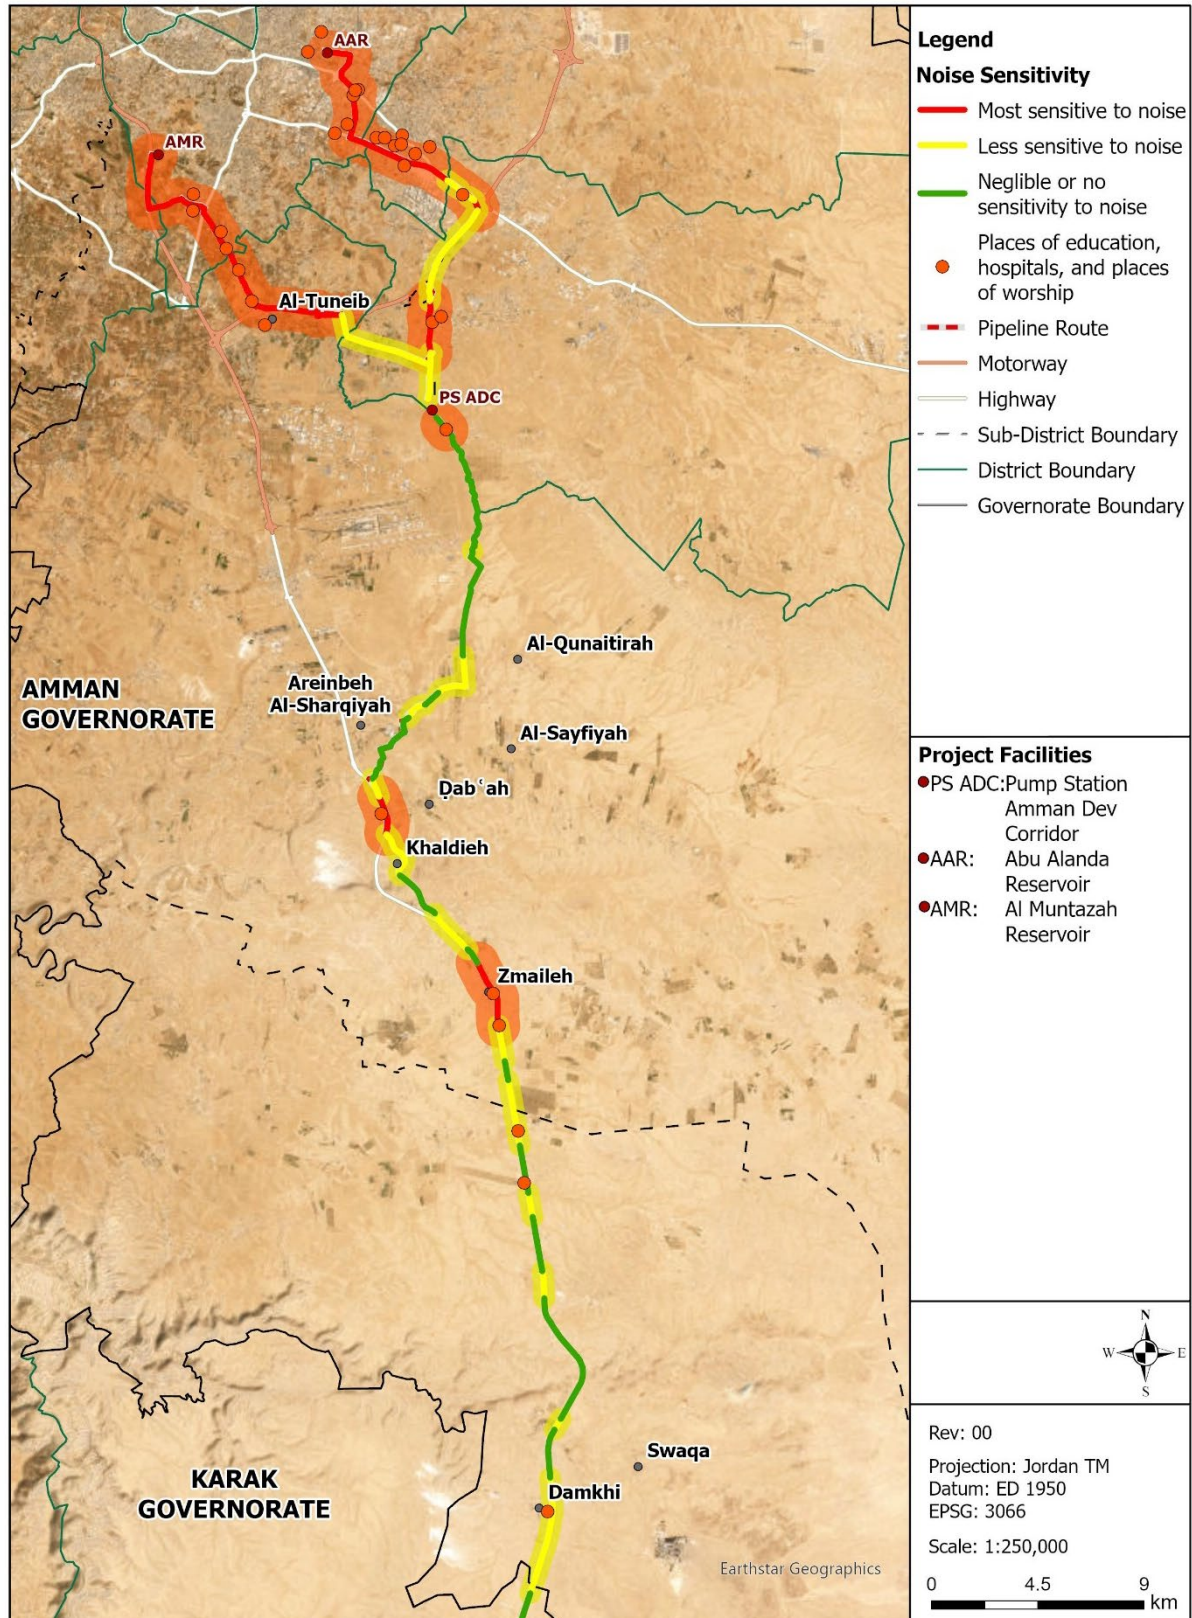 AAR
AMR
Al-Tuneib
PS ADC
Al-Qunaitirah
AMMAN
GOVERNORATE
Areinbeh
Al-Sharqiyah
Al-Sayfiyah
Ḍabʿah
Khaldieh
Zmaileh
Swaqa
KARAK
GOVERNORATE
Damkhi
Earthstar Geographics
Legend
Noise Sensitivity
Most sensitive to noise
Less sensitive to noise
Neglible or no
sensitivity to noise
Places of education,
hospitals, and places
of worship
Pipeline Route
Motorway
Highway
Sub-District Boundary
District Boundary
Governorate Boundary
Project Facilities
PS ADC: Pump Station
Amman Dev
Corridor
AAR: Abu Alanda
Reservoir
AMR: Al Muntazah
Reservoir
N
W E
S
Rev: 00
Projection: Jordan TM
Datum: ED 1950
EPSG: 3066
Scale: 1:250,000
0 4.5 9
km